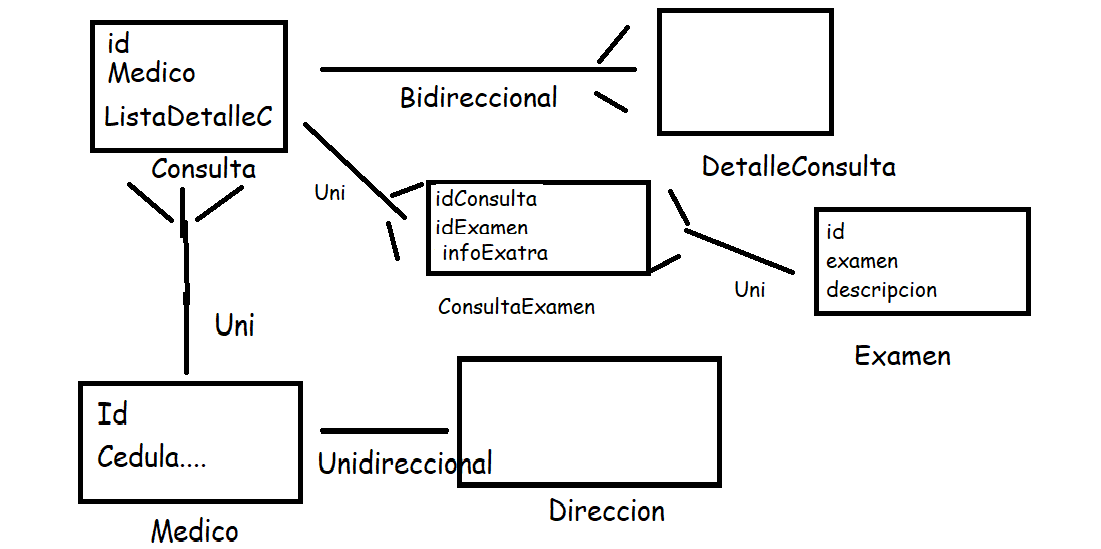 id
Medico
ListaDetalleC
Consulta
Bidireccional
DetalleConsulta
Uni
idConsulta
idExamen
infoExatra
ConsultaExamen
Uni
id
examen
descripcion
Examen
Uni
Id
Cedula....
Medico
Unidireccional
Direccion